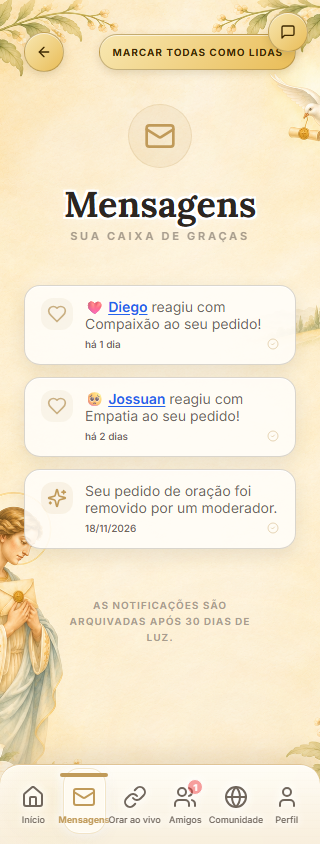 MARCAR TODAS COMO LIDAS
Mensagens
SUA CAIXA DE GRAÇAS
💗 Diego reagiu com
Compaixão ao seu pedido!
há 1 dia
🥺 Jossuan reagiu com
Empatia ao seu pedido!
há 2 dias
Seu pedido de oração foi
removido por um moderador.
18/11/2026
AS NOTIFICAÇÕES SÃO
ARQUIVADAS APÓS 30 DIAS DE
LUZ.
1
Início Mensagens Orar ao vivo Amigos Comunidade Perfil